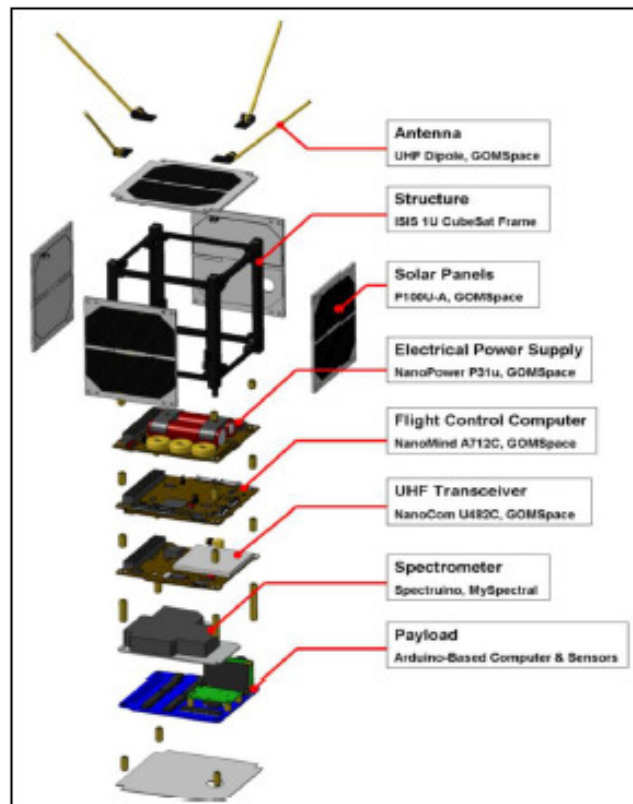 Antenna
UHF Dipole, GOMSpace
Structure
ISIS 1U CubeSat Frame
Solar Panels
P100U-A, GOMSpace
Electrical Power Supply
NanoPower P31u, GOMSpace
Flight Control Computer
NanoMind A712C, GOMSpace
UHF Transceiver
NanoCom U482C, GOMSpace
Spectrometer
Spectruino, MySpectral
Payload
Arduino-Based Computer & Sensors